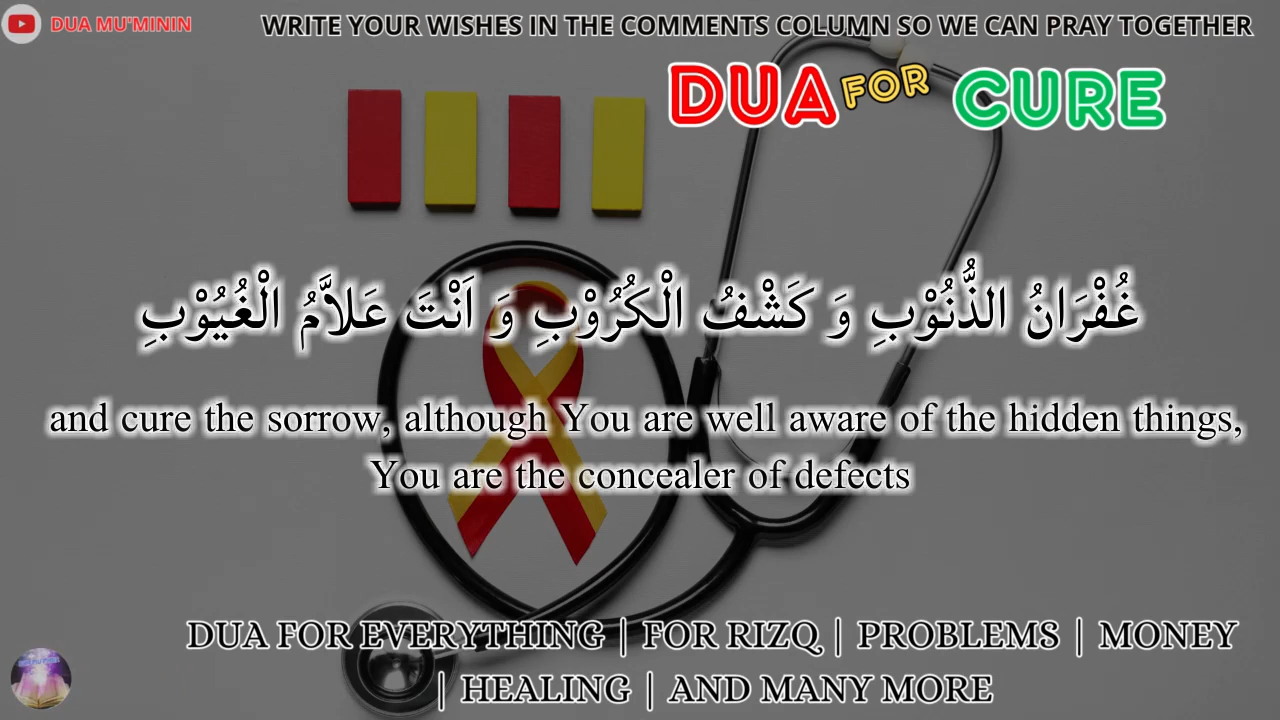 DUA MU'MININ
WRITE YOUR WISHES IN THE COMMENTS COLUMN SO WE CAN PRAY TOGETHER
DUA FOR CURE
غُفْرَانُ الذُّنُوْبِ وَ كَشْفُ الْكُرُوْبِ وَ اَنْتَ عَلاَّمُ الْغُيُوْبِ
and cure the sorrow, although You are well aware of the hidden things,
You are the concealer of defects
DUA FOR EVERYTHING | FOR RIZQ | PROBLEMS | MONEY
| HEALING | AND MANY MORE